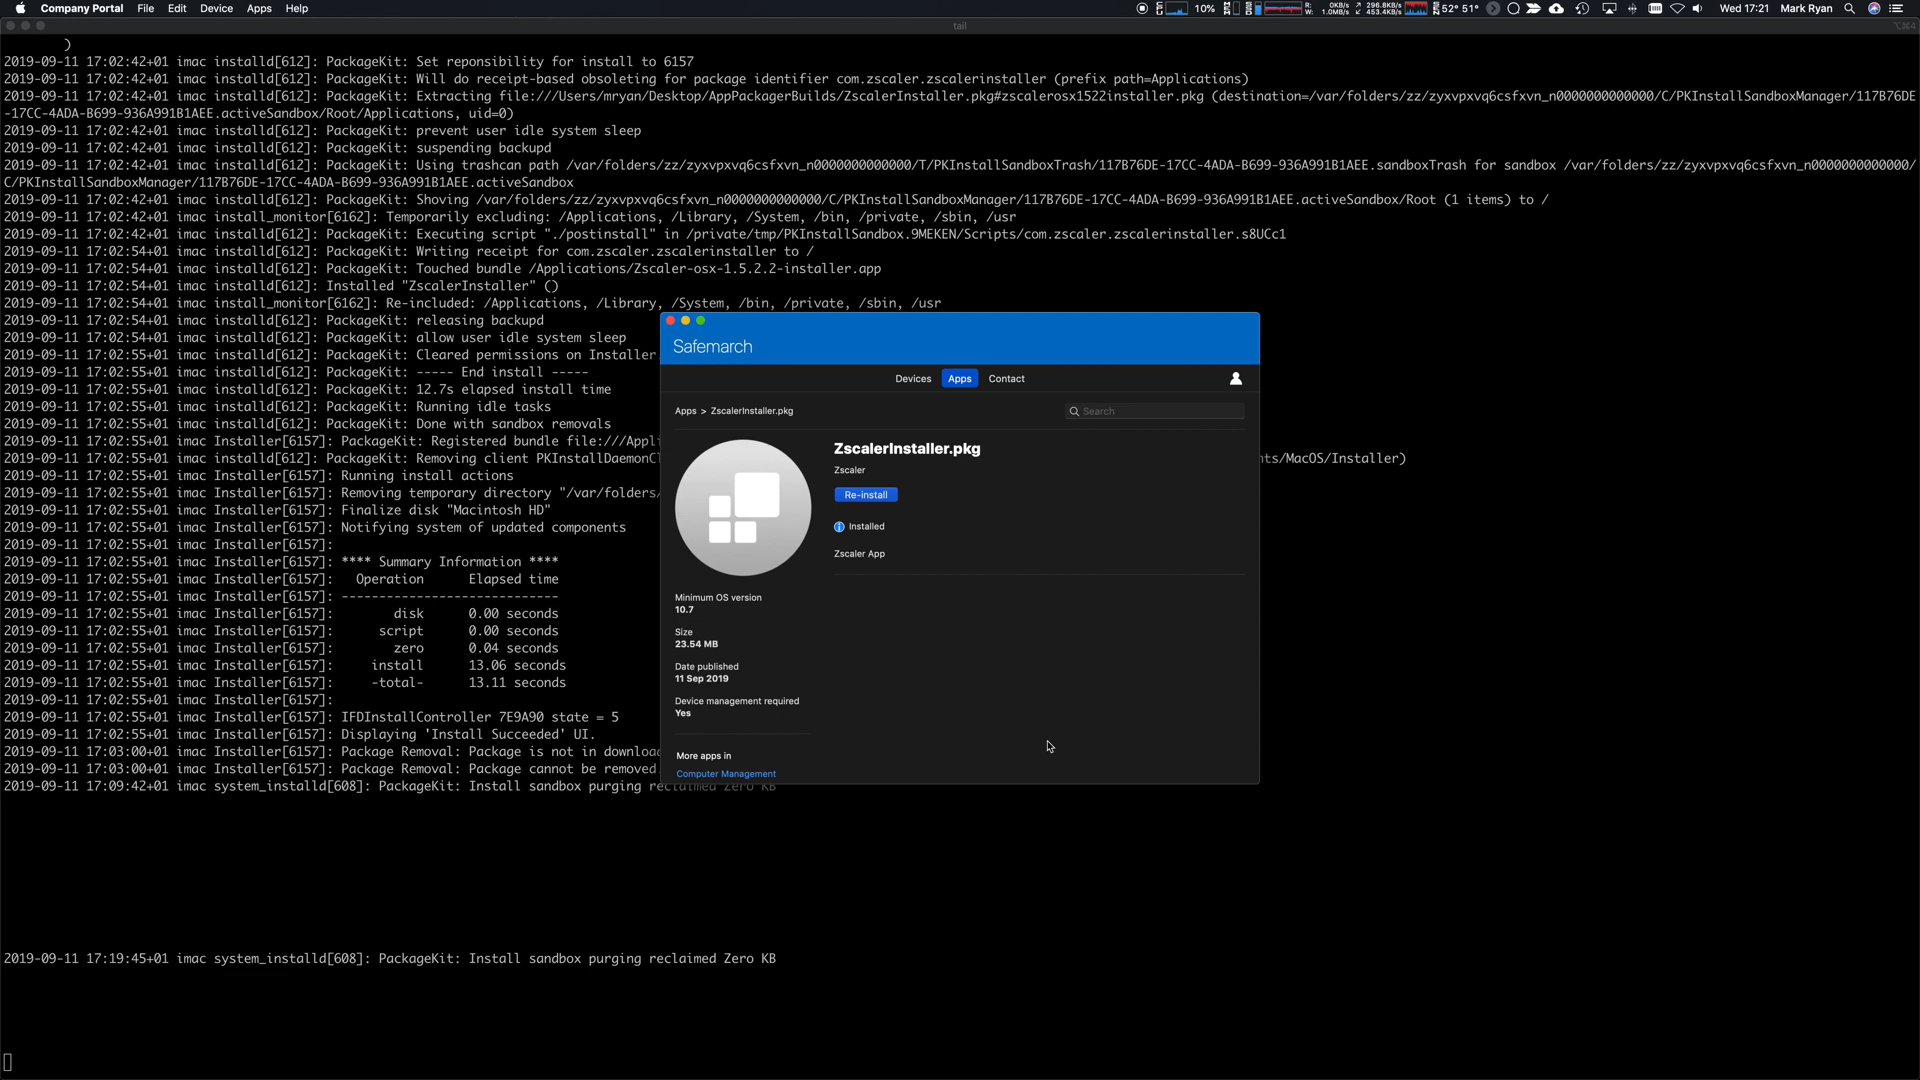 Company Portal File Edit Device Apps Help
10% R: W: 0KB/s 1.0MB/s 296.8KB/s 453.4KB/s 52° 51° Wed 17:21 Mark Ryan
tail
⌥⌘4
)
2019-09-11 17:02:42+01 imac installd[612]: PackageKit: Set reponsibility for install to 6157
2019-09-11 17:02:42+01 imac installd[612]: PackageKit: Will do receipt-based obsoleting for package identifier com.zscaler.zscalerinstaller (prefix path=Applications)
2019-09-11 17:02:42+01 imac installd[612]: PackageKit: Extracting file:///Users/mryan/Desktop/AppPackagerBuilds/ZscalerInstaller.pkg#zscalerosx1522installer.pkg (destination=/var/folders/zz/zyxvpxvq6csfxvn_n0000000000000/C/PKInstallSandboxManager/117B76DE
-17CC-4ADA-B699-936A991B1AEE.activeSandbox/Root/Applications, uid=0)
2019-09-11 17:02:42+01 imac installd[612]: PackageKit: prevent user idle system sleep
2019-09-11 17:02:42+01 imac installd[612]: PackageKit: suspending backupd
2019-09-11 17:02:42+01 imac installd[612]: PackageKit: Using trashcan path /var/folders/zz/zyxvpxvq6csfxvn_n0000000000000/T/PKInstallSandboxTrash/117B76DE-17CC-4ADA-B699-936A991B1AEE.sandboxTrash for sandbox /var/folders/zz/zyxvpxvq6csfxvn_n0000000000000/
C/PKInstallSandboxManager/117B76DE-17CC-4ADA-B699-936A991B1AEE.activeSandbox
2019-09-11 17:02:42+01 imac installd[612]: PackageKit: Shoving /var/folders/zz/zyxvpxvq6csfxvn_n0000000000000/C/PKInstallSandboxManager/117B76DE-17CC-4ADA-B699-936A991B1AEE.activeSandbox/Root (1 items) to /
2019-09-11 17:02:42+01 imac install_monitor[6162]: Temporarily excluding: /Applications, /Library, /System, /bin, /private, /sbin, /usr
2019-09-11 17:02:42+01 imac installd[612]: PackageKit: Executing script "./postinstall" in /private/tmp/PKInstallSandbox.9MEKEN/Scripts/com.zscaler.zscalerinstaller.s8UCc1
2019-09-11 17:02:54+01 imac installd[612]: PackageKit: Writing receipt for com.zscaler.zscalerinstaller to /
2019-09-11 17:02:54+01 imac installd[612]: PackageKit: Touched bundle /Applications/Zscaler-osx-1.5.2.2-installer.app
2019-09-11 17:02:54+01 imac installd[612]: Installed "ZscalerInstaller" ()
2019-09-11 17:02:54+01 imac install_monitor[6162]: Re-included: /Applications, /Library, /System, /bin, /private, /sbin, /usr
2019-09-11 17:02:54+01 imac installd[612]: PackageKit: releasing backupd
2019-09-11 17:02:54+01 imac installd[612]: PackageKit: allow user idle system sleep
2019-09-11 17:02:55+01 imac installd[612]: PackageKit: Cleared permissions on Installer
2019-09-11 17:02:55+01 imac installd[612]: PackageKit: ----- End install -----
2019-09-11 17:02:55+01 imac installd[612]: PackageKit: 12.7s elapsed install time
2019-09-11 17:02:55+01 imac installd[612]: PackageKit: Running idle tasks
2019-09-11 17:02:55+01 imac installd[612]: PackageKit: Done with sandbox removals
2019-09-11 17:02:55+01 imac Installer[6157]: PackageKit: Registered bundle file:///Appl
2019-09-11 17:02:55+01 imac installd[612]: PackageKit: Removing client PKInstallDaemonCl nts/MacOS/Installer)
2019-09-11 17:02:55+01 imac Installer[6157]: Running install actions
2019-09-11 17:02:55+01 imac Installer[6157]: Removing temporary directory "/var/folders/
2019-09-11 17:02:55+01 imac Installer[6157]: Finalize disk "Macintosh HD"
2019-09-11 17:02:55+01 imac Installer[6157]: Notifying system of updated components
2019-09-11 17:02:55+01 imac Installer[6157]:
2019-09-11 17:02:55+01 imac Installer[6157]: **** Summary Information ****
2019-09-11 17:02:55+01 imac Installer[6157]: Operation Elapsed time
2019-09-11 17:02:55+01 imac Installer[6157]: -----------------------------
2019-09-11 17:02:55+01 imac Installer[6157]: disk 0.00 seconds
2019-09-11 17:02:55+01 imac Installer[6157]: script 0.00 seconds
2019-09-11 17:02:55+01 imac Installer[6157]: zero 0.04 seconds
2019-09-11 17:02:55+01 imac Installer[6157]: install 13.06 seconds
2019-09-11 17:02:55+01 imac Installer[6157]: -total- 13.11 seconds
2019-09-11 17:02:55+01 imac Installer[6157]:
2019-09-11 17:02:55+01 imac Installer[6157]: IFDInstallController 7E9A90 state = 5
2019-09-11 17:02:55+01 imac Installer[6157]: Displaying 'Install Succeeded' UI.
2019-09-11 17:03:00+01 imac Installer[6157]: Package Removal: Package is not in downloa
2019-09-11 17:03:00+01 imac Installer[6157]: Package Removal: Package cannot be removed
2019-09-11 17:09:42+01 imac system_installd[608]: PackageKit: Install sandbox purging reclaimed Zero KB
2019-09-11 17:19:45+01 imac system_installd[608]: PackageKit: Install sandbox purging reclaimed Zero KB
Safemarch
Devices Apps Contact
Apps > ZscalerInstaller.pkg
Search
ZscalerInstaller.pkg
Zscaler
Re-install
Installed
Zscaler App
Minimum OS version
10.7
Size
23.54 MB
Date published
11 Sep 2019
Device management required
Yes
More apps in
Computer Management